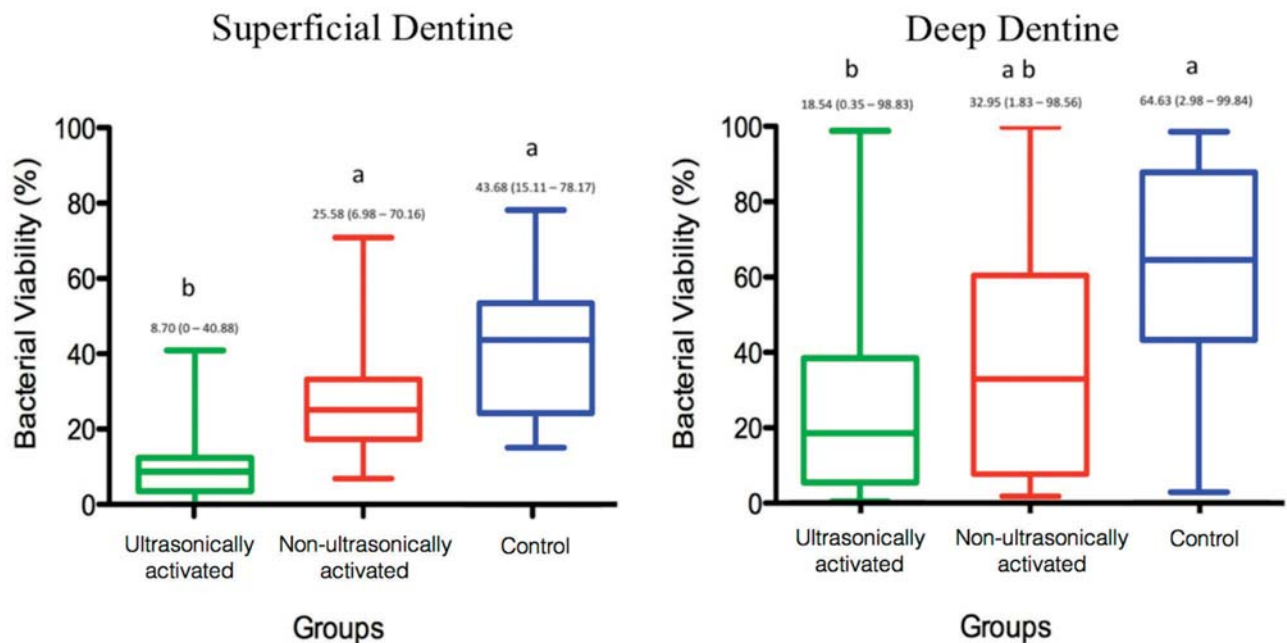 Superficial Dentine
Bacterial Viability (%)
100
80
60
40
20
0
b
8.70 (0 – 40.88)
a
25.58 (6.98 – 70.16)
a
43.68 (15.11 – 78.17)
Ultrasonically
activated
Non-ultrasonically
activated
Control
Groups
Deep Dentine
Bacterial Viability (%)
100
80
60
40
20
0
b
18.54 (0.35 – 98.83)
a b
32.95 (1.83 – 98.56)
a
64.63 (2.98 – 99.84)
Ultrasonically
activated
Non-ultrasonically
activated
Control
Groups